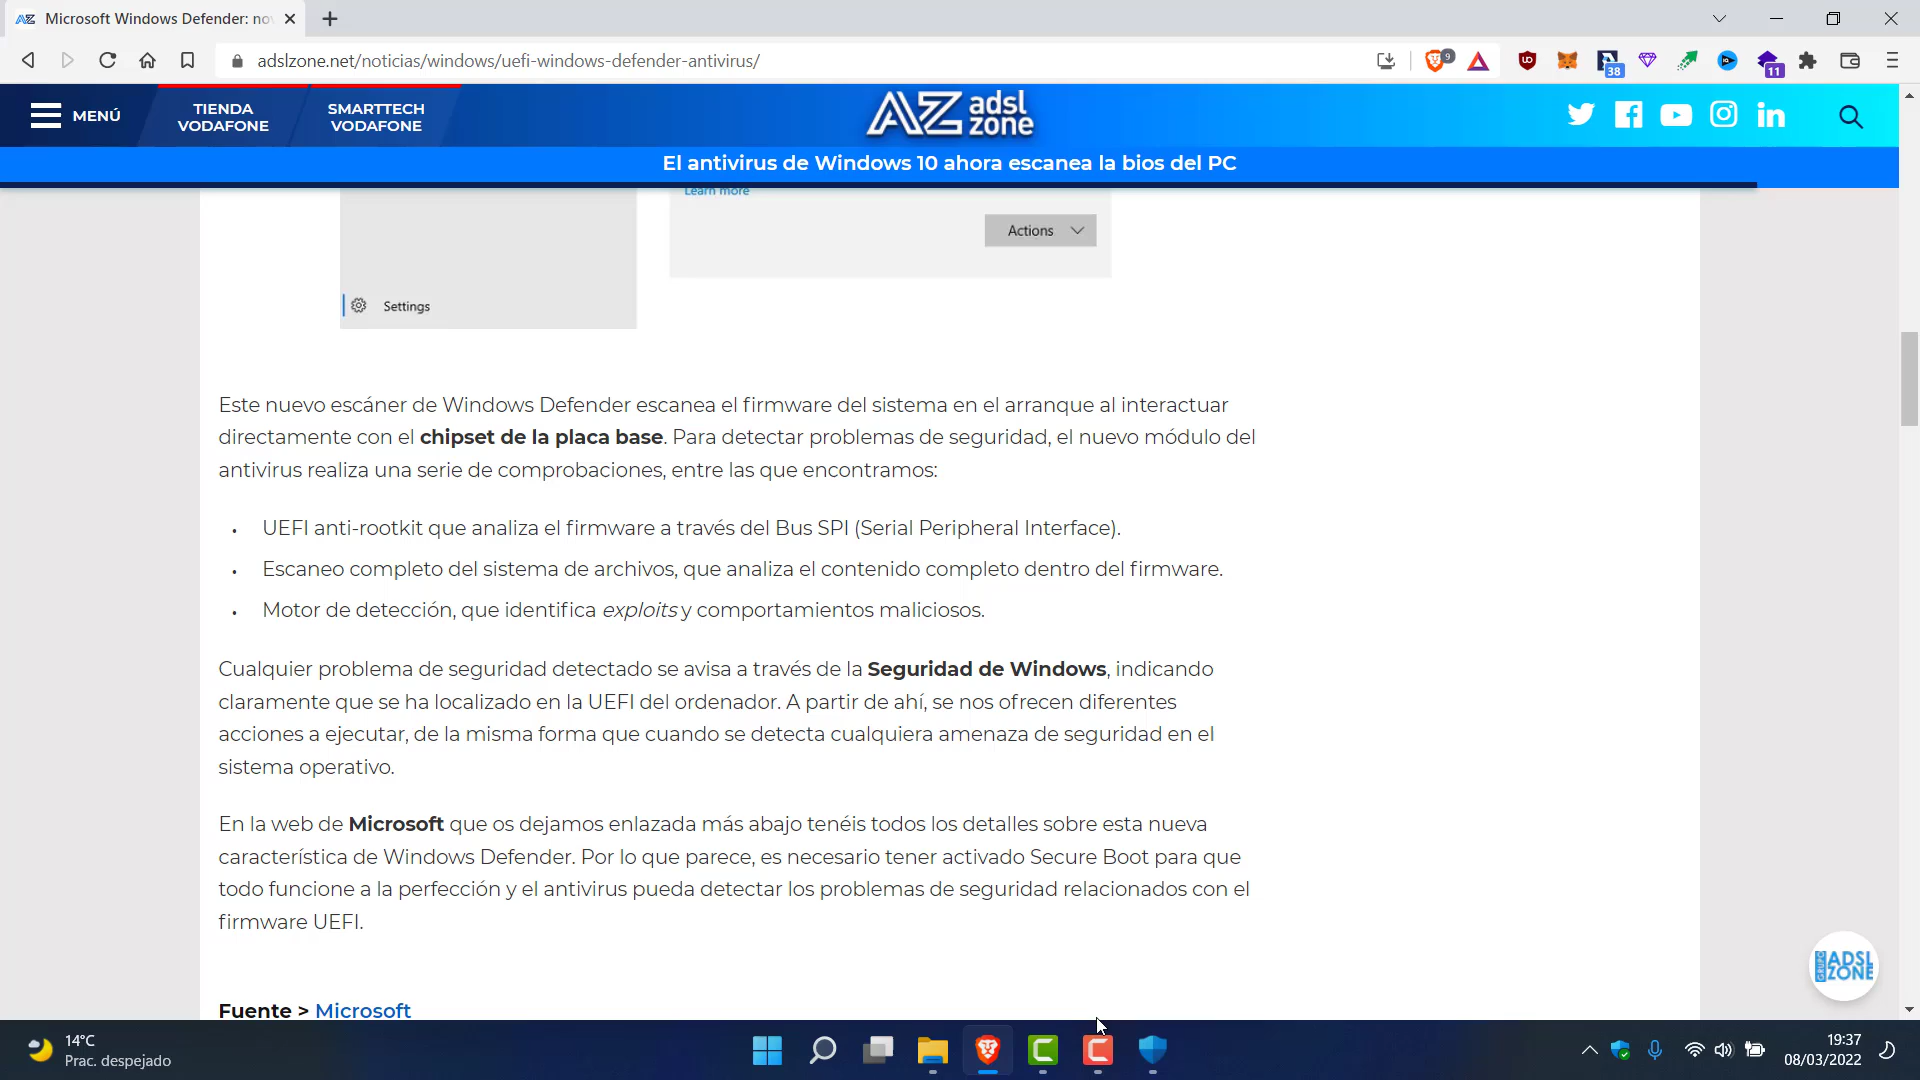 Microsoft Windows Defender: nov
adslzone.net/noticias/windows/uefi-windows-defender-antivirus/
9
38
11
MENÚ
TIENDA
VODAFONE
SMARTTECH
VODAFONE
AZ adsl
zone
El antivirus de Windows 10 ahora escanea la bios del PC
Learn more
Actions
Settings
Este nuevo escáner de Windows Defender escanea el firmware del sistema en el arranque al interactuar
directamente con el chipset de la placa base. Para detectar problemas de seguridad, el nuevo módulo del
antivirus realiza una serie de comprobaciones, entre las que encontramos:
• UEFI anti-rootkit que analiza el firmware a través del Bus SPI (Serial Peripheral Interface).
• Escaneo completo del sistema de archivos, que analiza el contenido completo dentro del firmware.
• Motor de detección, que identifica exploits y comportamientos maliciosos.
Cualquier problema de seguridad detectado se avisa a través de la Seguridad de Windows, indicando
claramente que se ha localizado en la UEFI del ordenador. A partir de ahí, se nos ofrecen diferentes
acciones a ejecutar, de la misma forma que cuando se detecta cualquiera amenaza de seguridad en el
sistema operativo.
En la web de Microsoft que os dejamos enlazada más abajo tenéis todos los detalles sobre esta nueva
característica de Windows Defender. Por lo que parece, es necesario tener activado Secure Boot para que
todo funcione a la perfección y el antivirus pueda detectar los problemas de seguridad relacionados con el
firmware UEFI.
GRUPO ADSL
ZONE
Fuente > Microsoft
14°C
Prac. despejado
19:37
08/03/2022